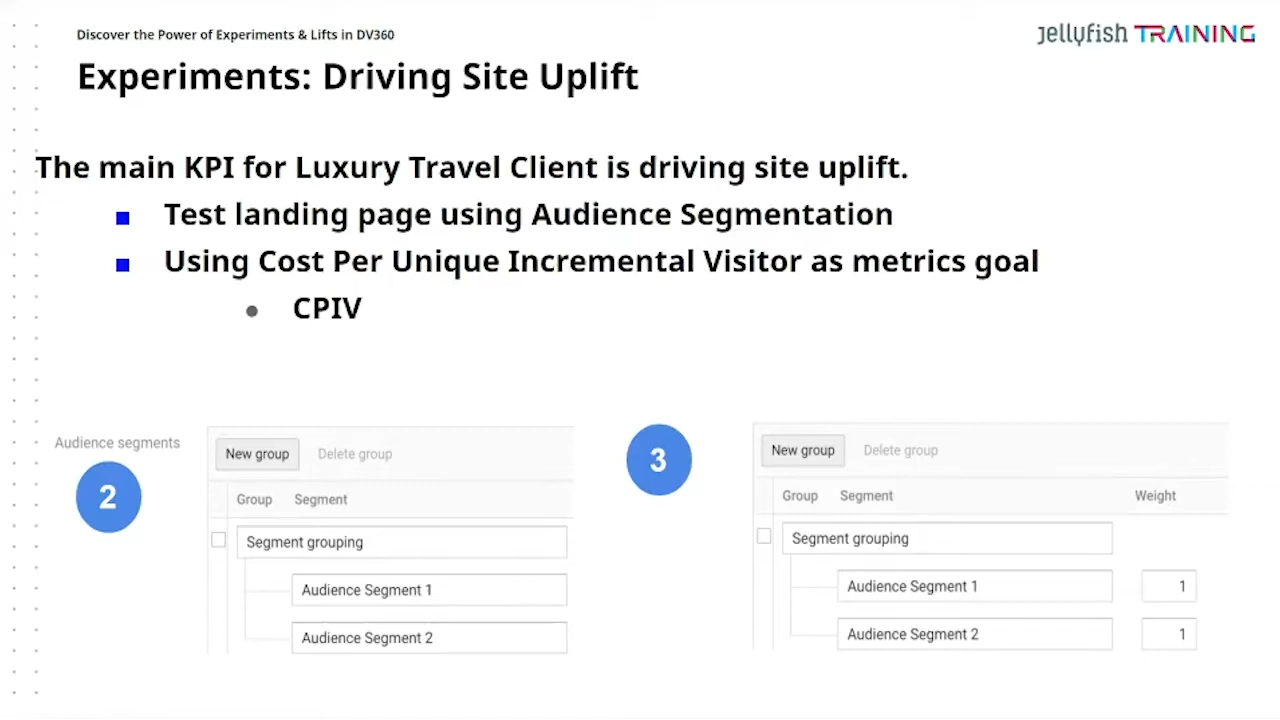 Discover the Power of Experiments & Lifts in DV360
jellyfish TRAINING
Experiments: Driving Site Uplift
The main KPI for Luxury Travel Client is driving site uplift.
Test landing page using Audience Segmentation
Using Cost Per Unique Incremental Visitor as metrics goal
CPIV
Audience segments
2
New group Delete group
Group Segment
Segment grouping
Audience Segment 1
Audience Segment 2
3
New group Delete group
Group Segment Weight
Segment grouping
Audience Segment 1 1
Audience Segment 2 1